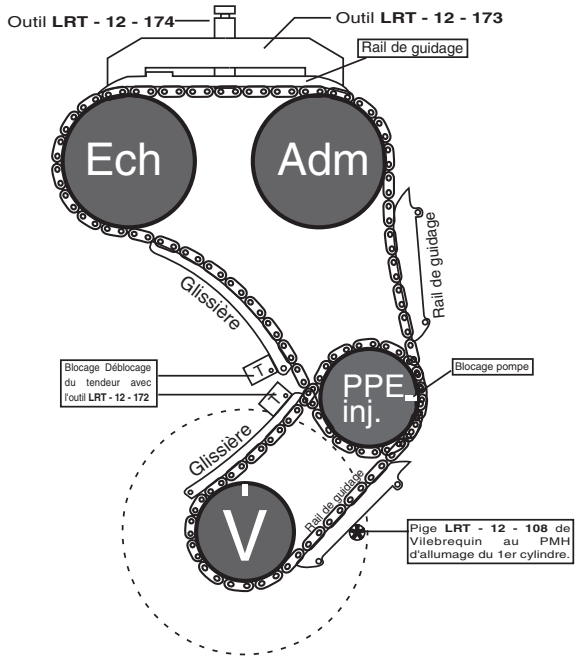 Outil LRT - 12 - 174
Outil LRT - 12 - 173
Rail de guidage
Ech
Adm
Rail de guidage
Glissière
Blocage Déblocage
du tendeur avec
l'outil LRT - 12 - 172
T
T
PPE
inj.
Blocage pompe
Glissière
Rail de guidage
V
Pige LRT - 12 - 108 de
Vilebrequin au PMH
d'allumage du 1er cylindre.